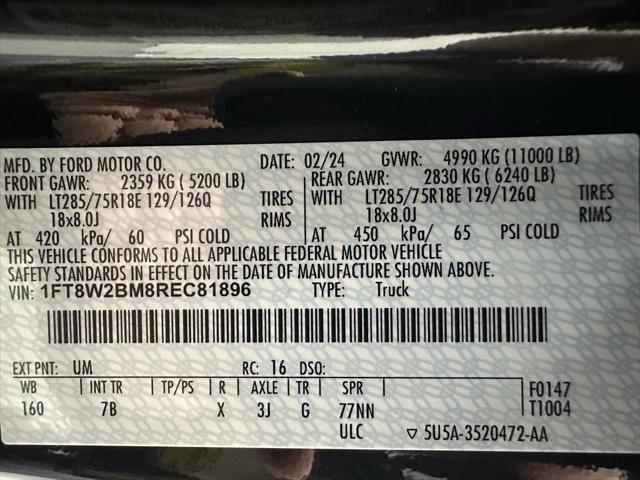 MFD. BY FORD MOTOR CO. DATE: 02/24 GVWR: 4990 KG (11000 LB)
FRONT GAWR: 2359 KG ( 5200 LB) REAR GAWR: 2830 KG ( 6240 LB)
WITH LT285/75R18E 129/126Q TIRES WITH LT285/75R18E 129/126Q TIRES
18x8.0J RIMS 18x8.0J RIMS
AT 420 kPa/ 60 PSI COLD AT 450 kPa/ 65 PSI COLD
THIS VEHICLE CONFORMS TO ALL APPLICABLE FEDERAL MOTOR VEHICLE
SAFETY STANDARDS IN EFFECT ON THE DATE OF MANUFACTURE SHOWN ABOVE.
VIN: 1FT8W2BM8REC81896 TYPE: Truck
EXT PNT: UM RC: 16 DSO:
WB | INT TR | TP/PS | R | AXLE | TR | SPR F0147
160 7B X 3J G 77NN T1004
ULC ▽ 5U5A-3520472-AA